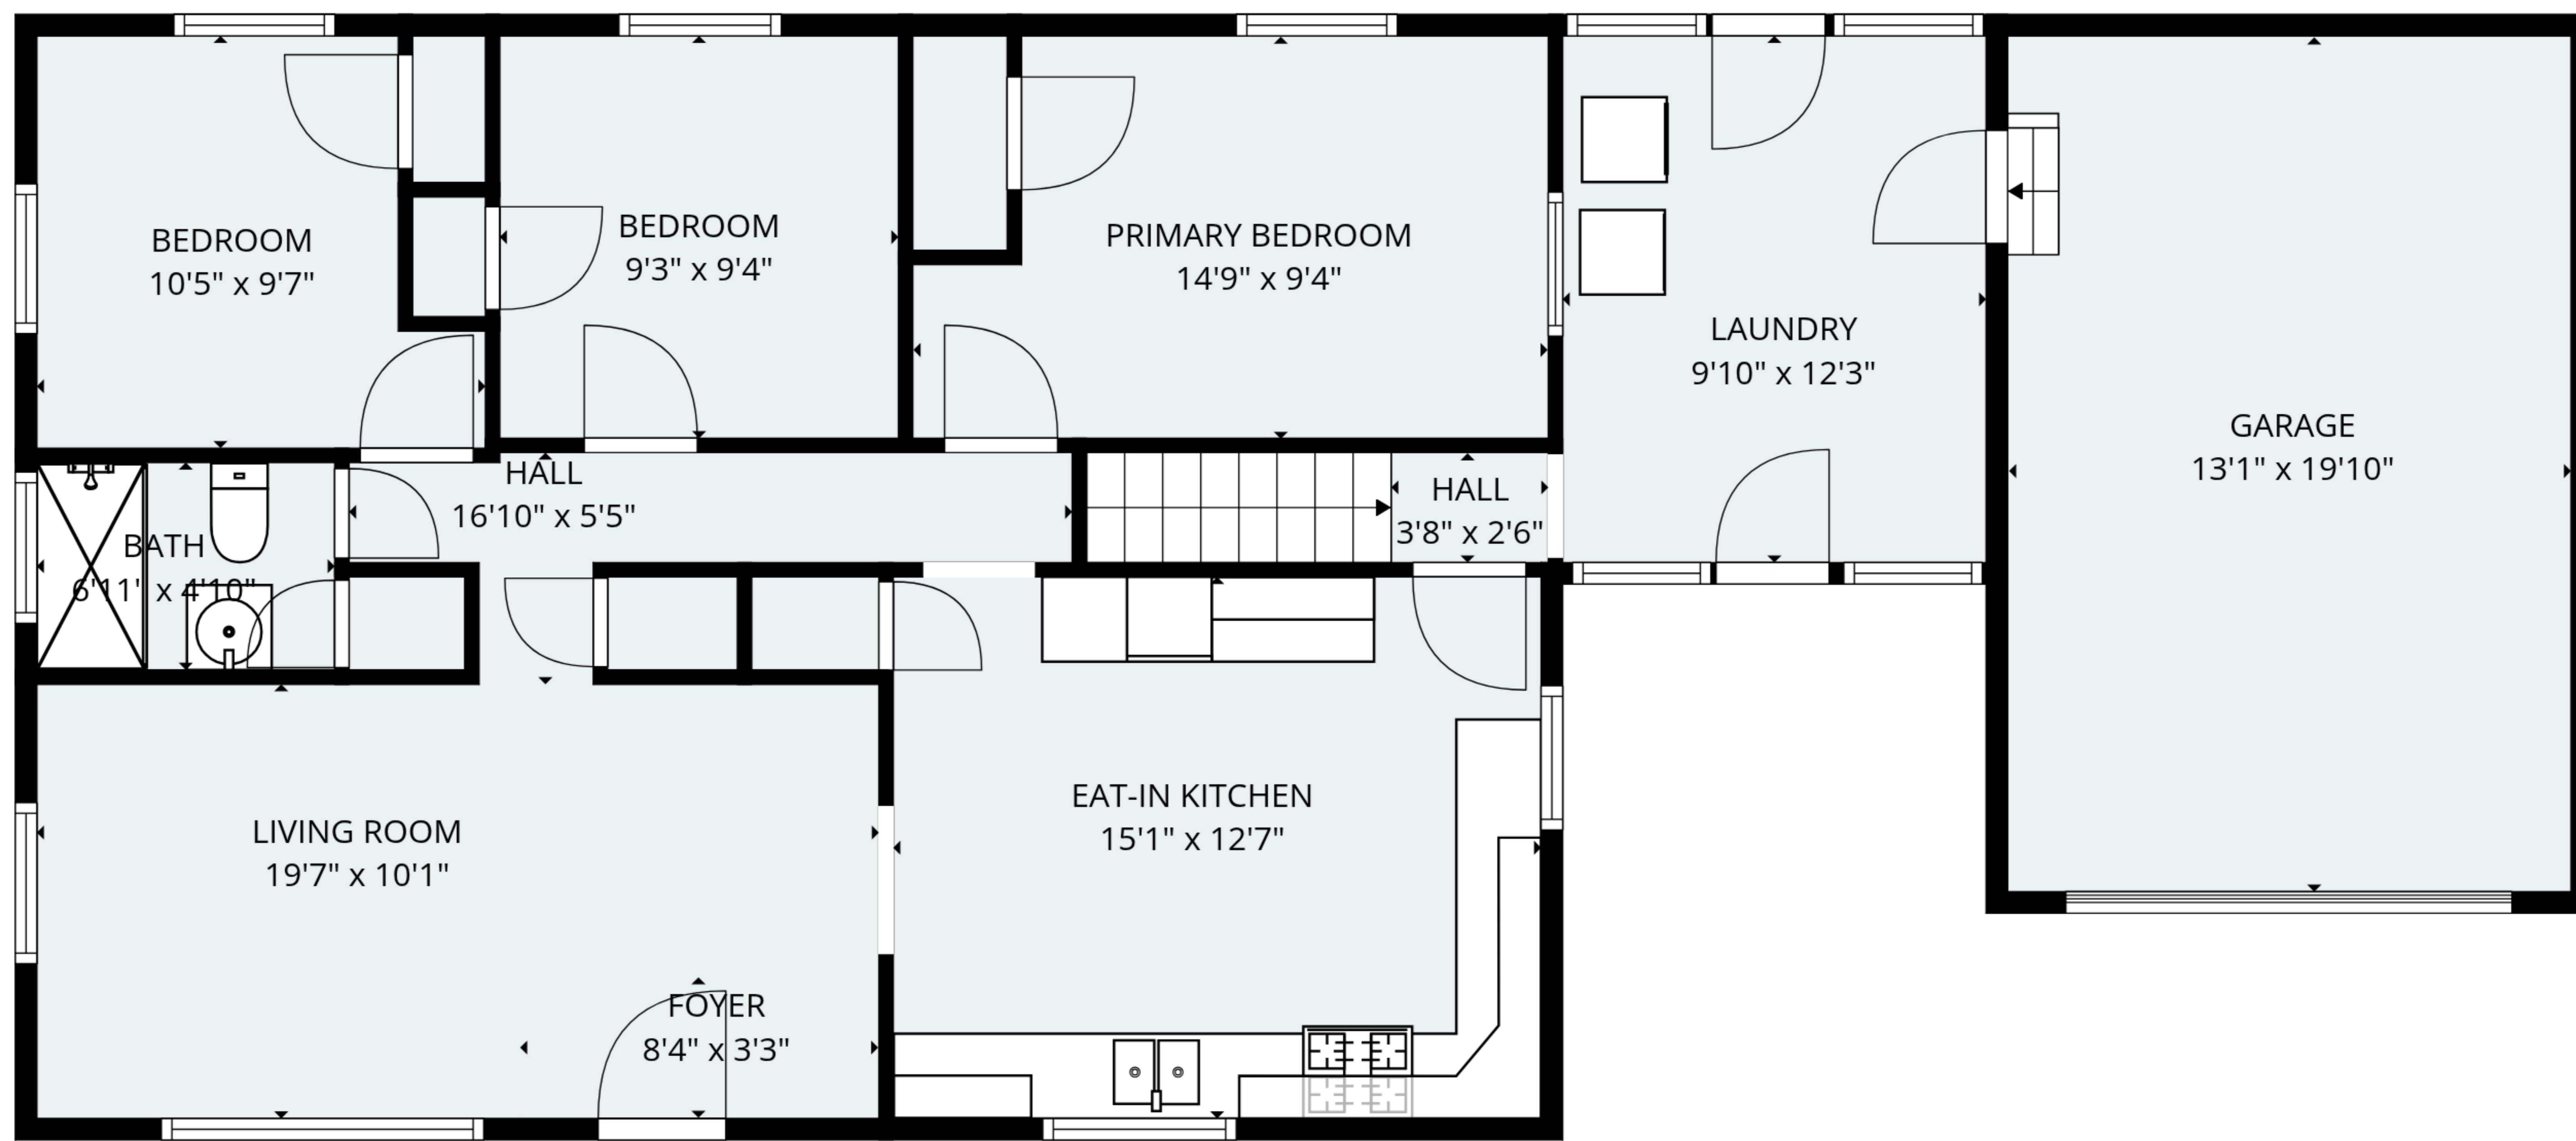 BEDROOM
10'5" x 9'7"
BEDROOM
9'3" x 9'4"
PRIMARY BEDROOM
14'9" x 9'4"
LAUNDRY
9'10" x 12'3"
GARAGE
13'1" x 19'10"
HALL
16'10" x 5'5"
HALL
3'8" x 2'6"
BATH
6'11" x 4'10"
EAT-IN KITCHEN
15'1" x 12'7"
LIVING ROOM
19'7" x 10'1"
FOYER
8'4" x 3'3"